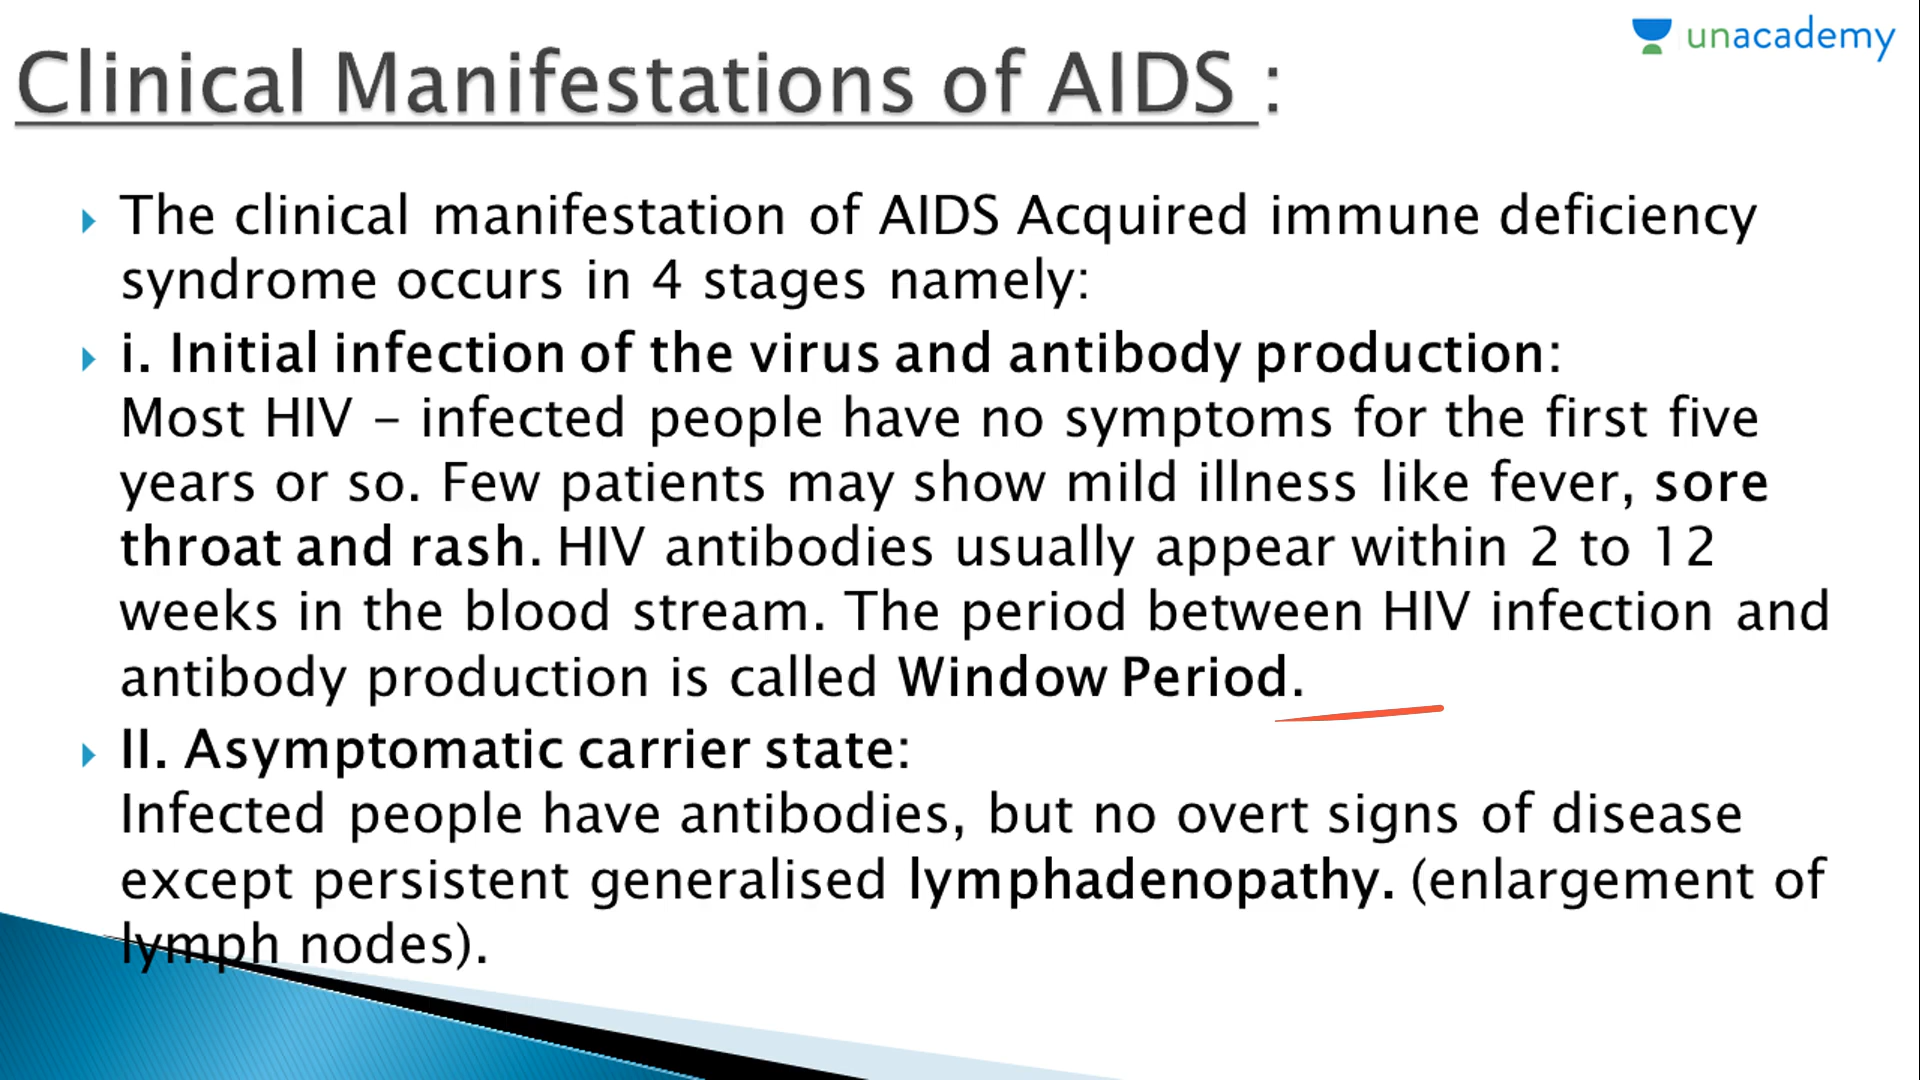 unacademy
Clinical Manifestations of AIDS :
The clinical manifestation of AIDS Acquired immune deficiency
syndrome occurs in 4 stages namely:
i. Initial infection of the virus and antibody production:
Most HIV – infected people have no symptoms for the first five
years or so. Few patients may show mild illness like fever, sore
throat and rash. HIV antibodies usually appear within 2 to 12
weeks in the blood stream. The period between HIV infection and
antibody production is called Window Period.
II. Asymptomatic carrier state:
Infected people have antibodies, but no overt signs of disease
except persistent generalised lymphadenopathy. (enlargement of
lymph nodes).